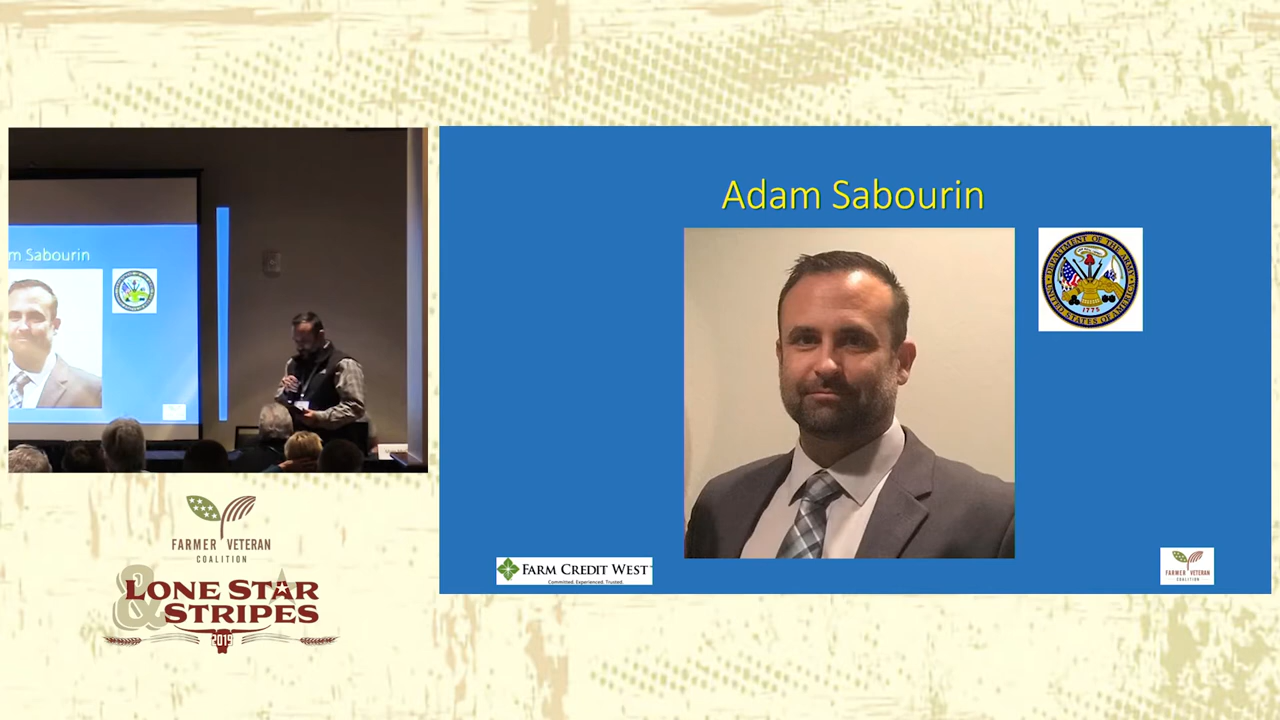 m Sabourin
Adam Sabourin
DEPARTMENT OF THE ARMY
UNITED STATES OF AMERICA
1775
FARM CREDIT WEST
Committed. Experienced. Trusted.
FARMER VETERAN
COALITION
FARMER VETERAN
COALITION
&
LONE STAR
STRIPES
2019